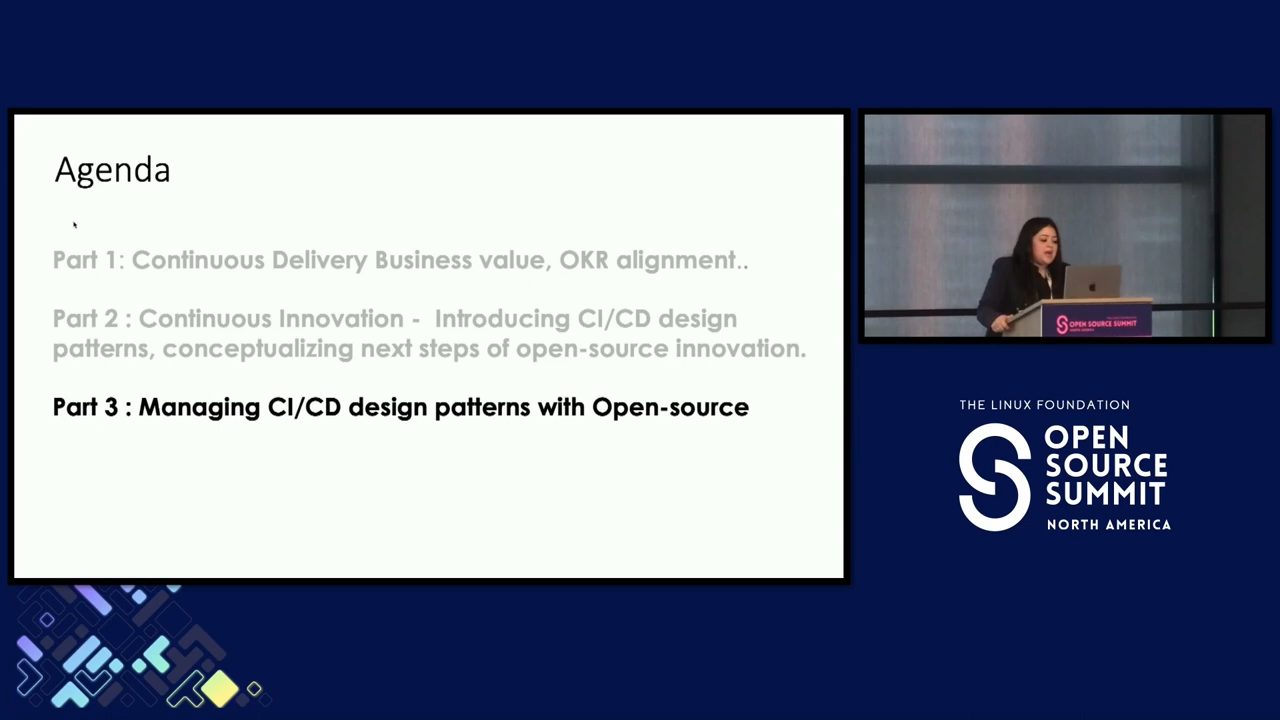 Agenda
Part 1: Continuous Delivery Business value, OKR alignment..
Part 2 : Continuous Innovation - Introducing CI/CD design
patterns, conceptualizing next steps of open-source innovation.
Part 3 : Managing CI/CD design patterns with Open-source
OPEN SOURCE SUMMIT
THE LINUX FOUNDATION
OPEN
SOURCE
SUMMIT
NORTH AMERICA